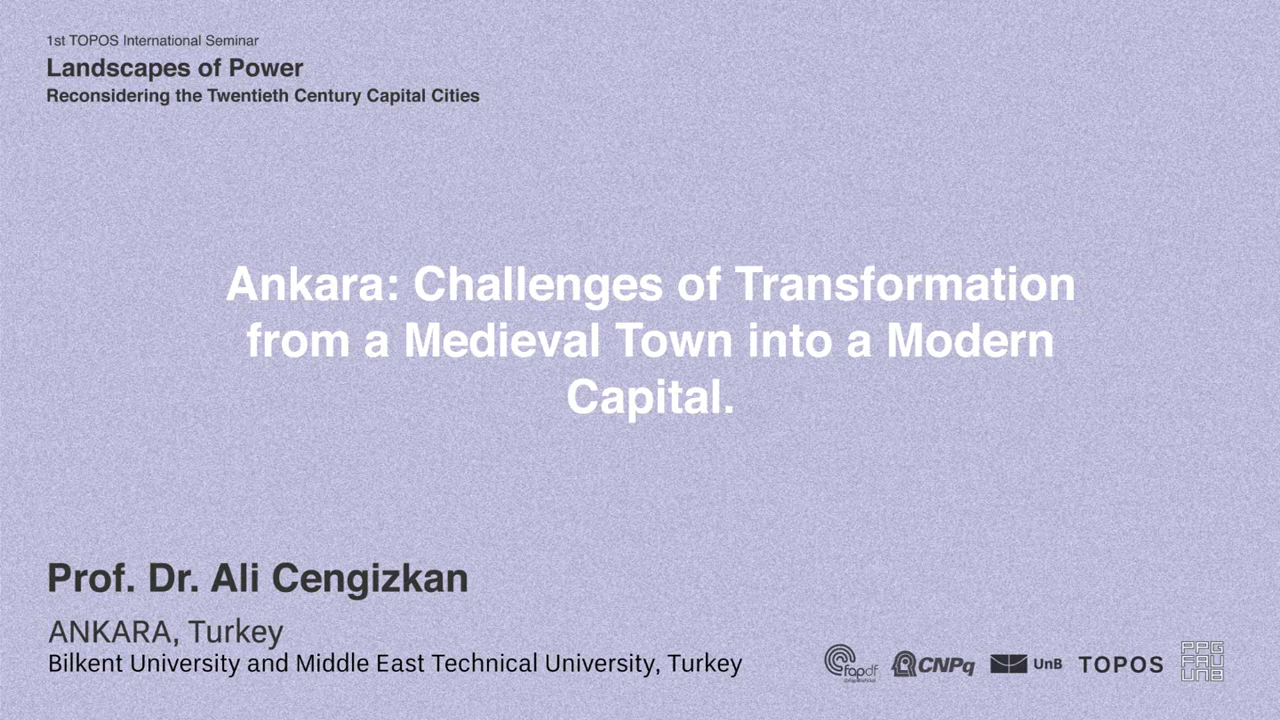 1st TOPOS International Seminar
Landscapes of Power
Reconsidering the Twentieth Century Capital Cities
Ankara: Challenges of Transformation
from a Medieval Town into a Modern
Capital.
Prof. Dr. Ali Cengizkan
ANKARA, Turkey
Bilkent University and Middle East Technical University, Turkey
fapdf
CNPq
UnB
TOPOS
PPG
FAU
UNB